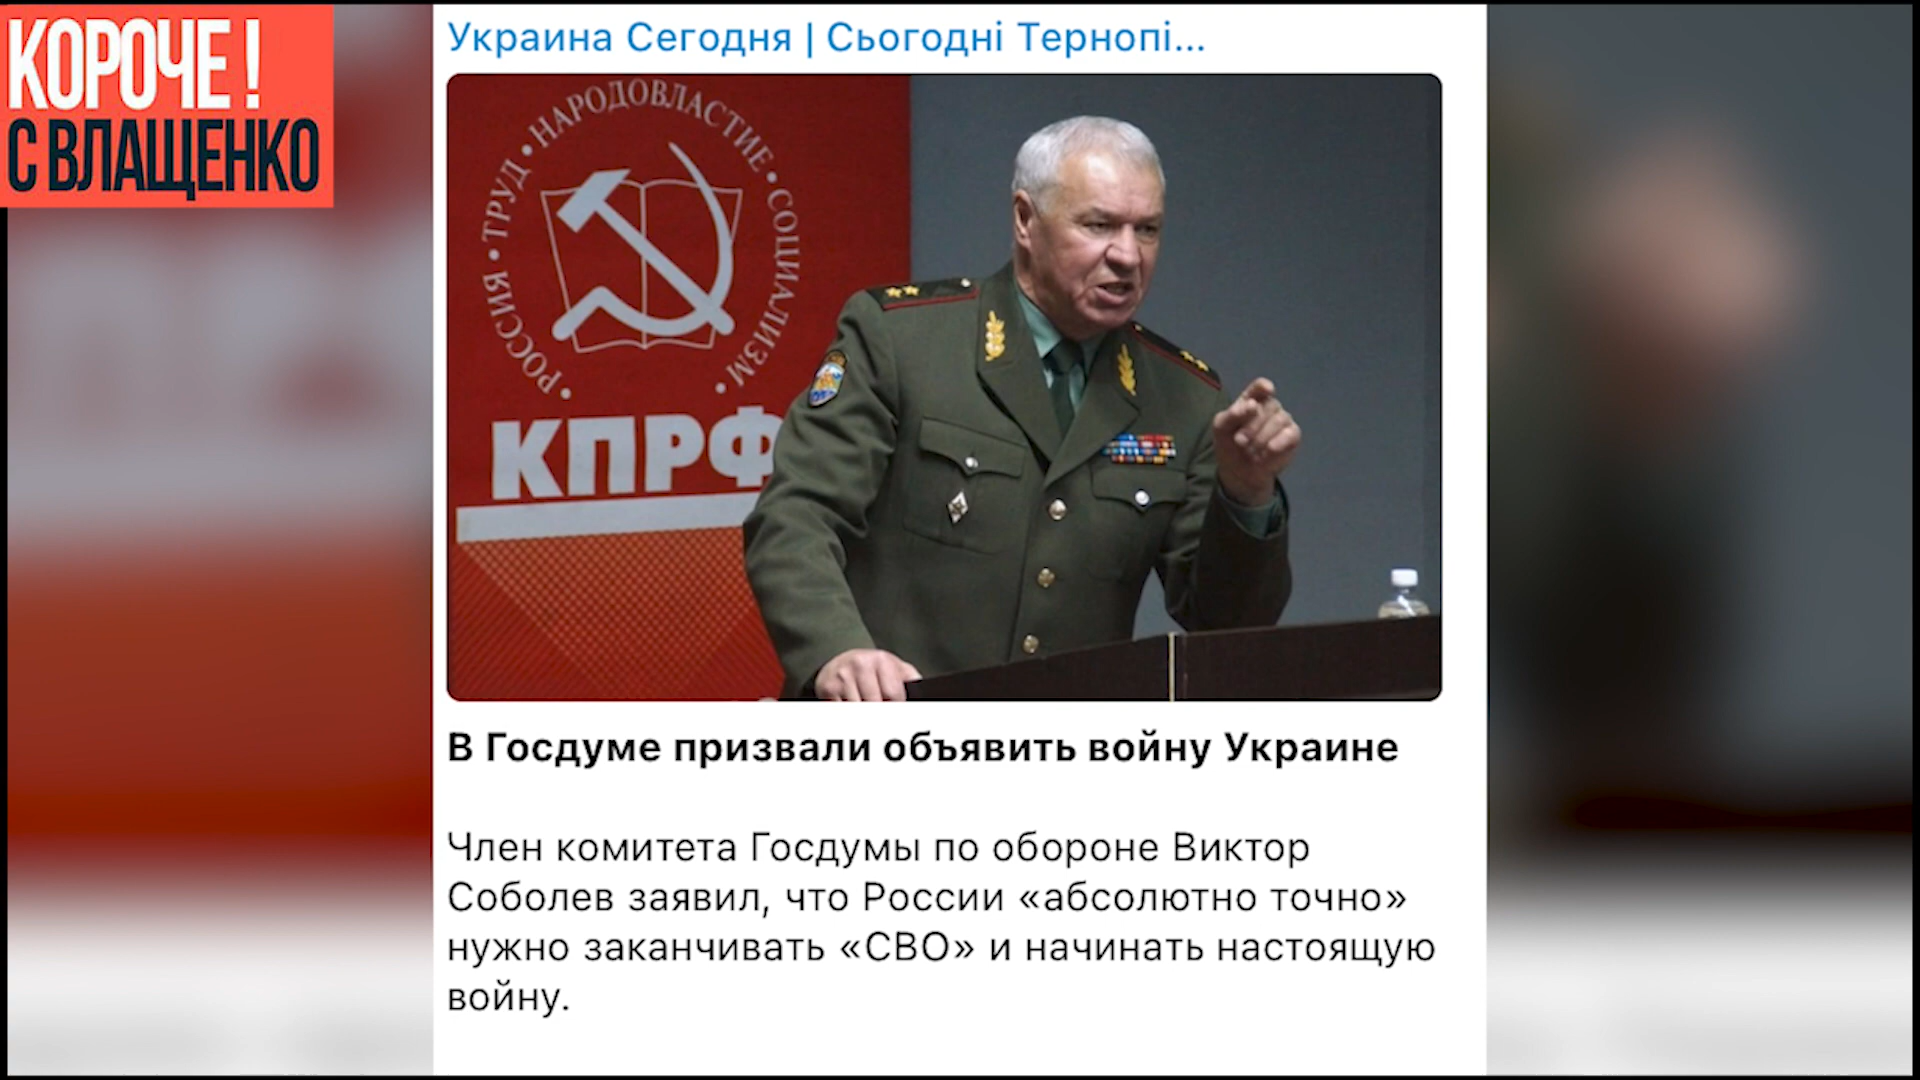 КОРОЧЕ!
С ВЛАЩЕНКО
Украина Сегодня | Сьогодні Тернопі...
• РОССИЯ • ТРУД • НАРОДОВЛАСТИЕ • СОЦИАЛИЗМ •
КПРФ
В Госдуме призвали объявить войну Украине
Член комитета Госдумы по обороне Виктор
Соболев заявил, что России «абсолютно точно»
нужно заканчивать «СВО» и начинать настоящую
войну.